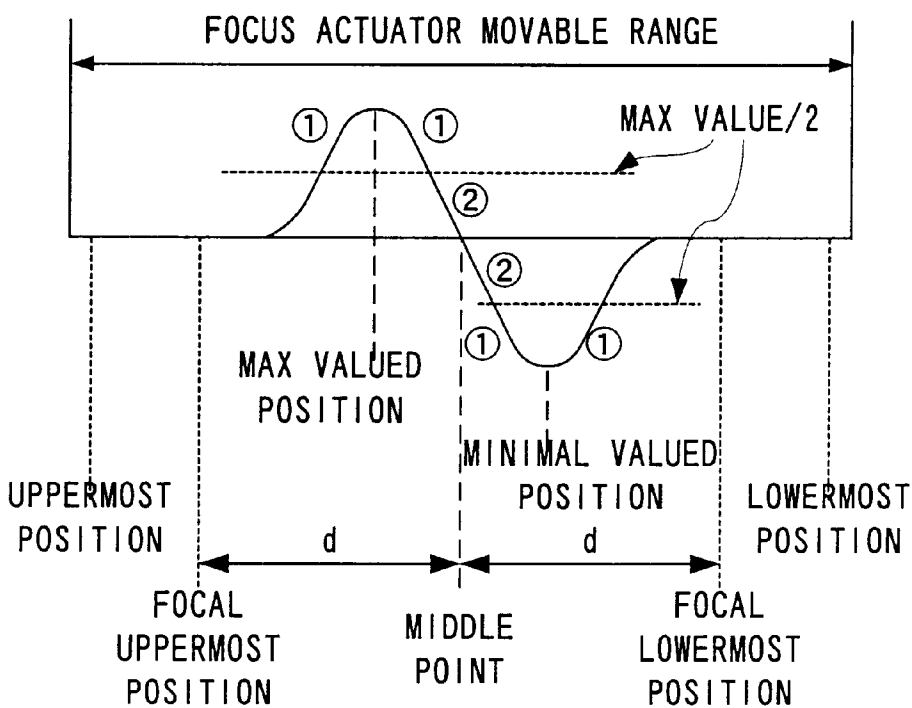 FOCUS ACTUATOR MOVABLE RANGE
① ①
MAX VALUE/2
②
②
① ①
MAX VALUED
POSITION
MINIMAL VALUED
POSITION
UPPERMOST
POSITION
LOWERMOST
POSITION
d d
FOCAL
UPPERMOST
POSITION
MIDDLE
POINT
FOCAL
LOWERMOST
POSITION